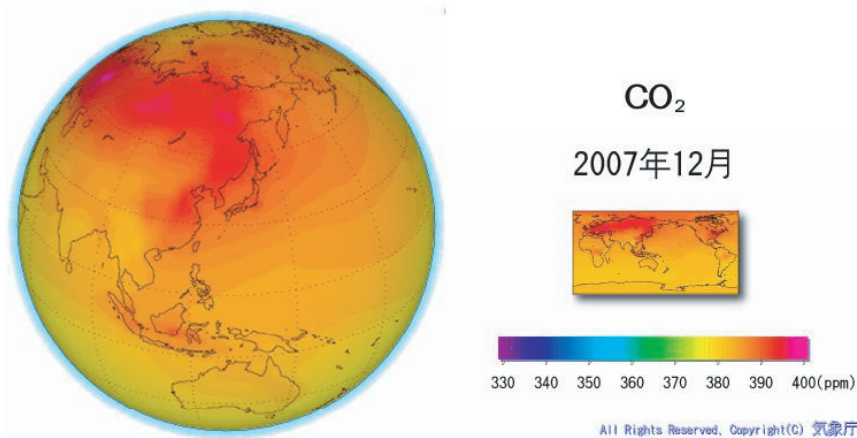 CO₂
2007年12月
330 340 350 360 370 380 390 400(ppm)
All Rights Reserved. Copyright(C) 気象庁